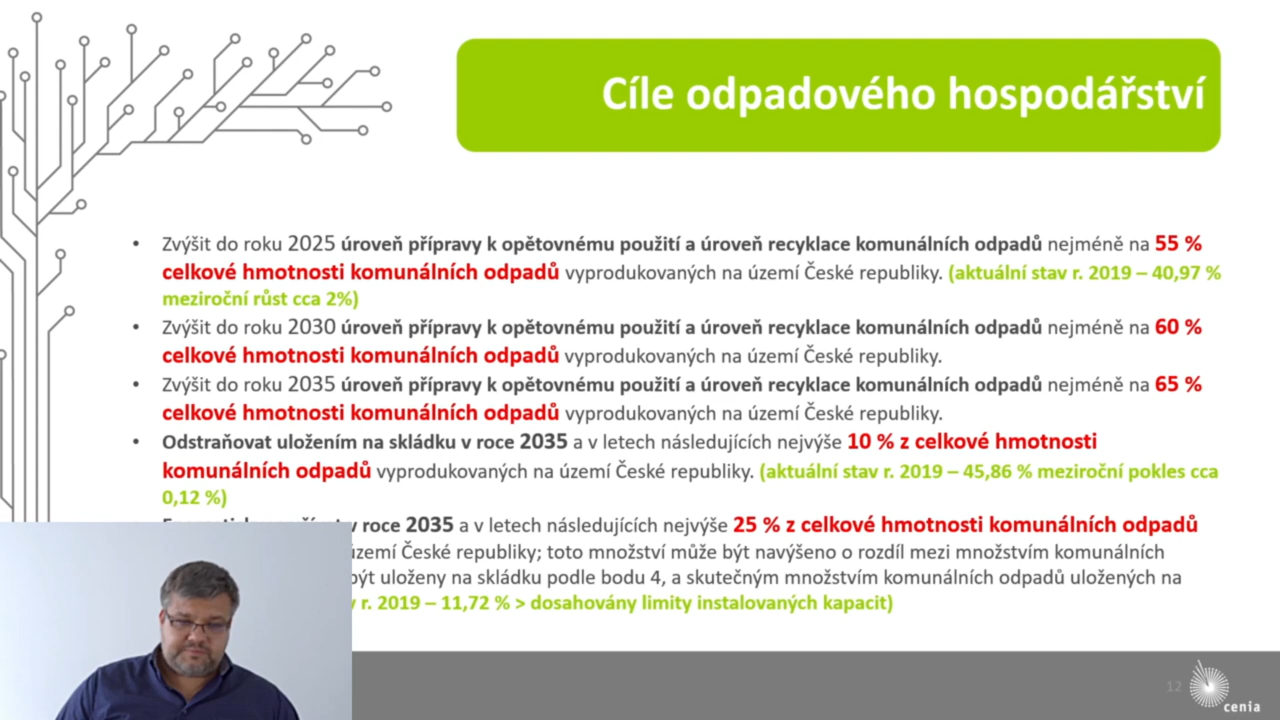 Cíle odpadového hospodářství
• Zvýšit do roku 2025 úroveň přípravy k opětovnému použití a úroveň recyklace komunálních odpadů nejméně na 55 %
celkové hmotnosti komunálních odpadů vyprodukovaných na území České republiky. (aktuální stav r. 2019 – 40,97 %
meziroční růst cca 2%)
• Zvýšit do roku 2030 úroveň přípravy k opětovnému použití a úroveň recyklace komunálních odpadů nejméně na 60 %
celkové hmotnosti komunálních odpadů vyprodukovaných na území České republiky.
• Zvýšit do roku 2035 úroveň přípravy k opětovnému použití a úroveň recyklace komunálních odpadů nejméně na 65 %
celkové hmotnosti komunálních odpadů vyprodukovaných na území České republiky.
• Odstraňovat uložením na skládku v roce 2035 a v letech následujících nejvýše 10 % z celkové hmotnosti
komunálních odpadů vyprodukovaných na území České republiky. (aktuální stav r. 2019 – 45,86 % meziroční pokles cca
0,12 %)
v roce 2035 a v letech následujících nejvýše 25 % z celkové hmotnosti komunálních odpadů
území České republiky; toto množství může být navýšeno o rozdíl mezi množstvím komunálních
být uloženy na skládku podle bodu 4, a skutečným množstvím komunálních odpadů uložených na
r. 2019 – 11,72 % > dosahovány limity instalovaných kapacit)
12
cenia